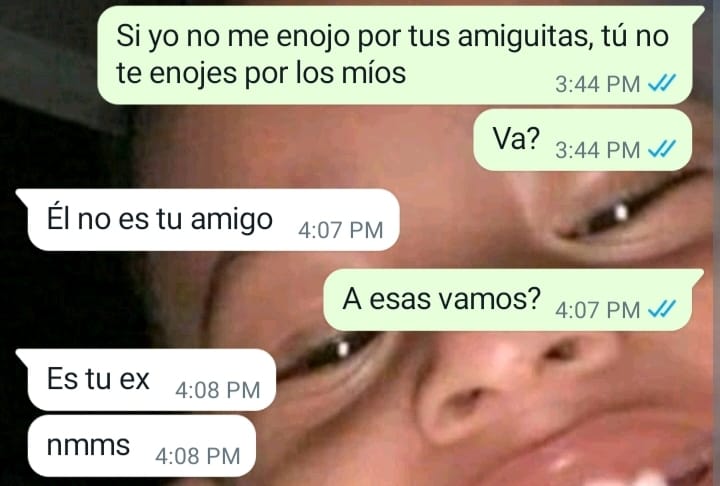 Si yo no me enojo por tus amiguitas, tú no
te enojes por los míos
3:44 PM
Va? 3:44 PM
Él no es tu amigo 4:07 PM
A esas vamos? 4:07 PM
Es tu ex 4:08 PM
nmms 4:08 PM